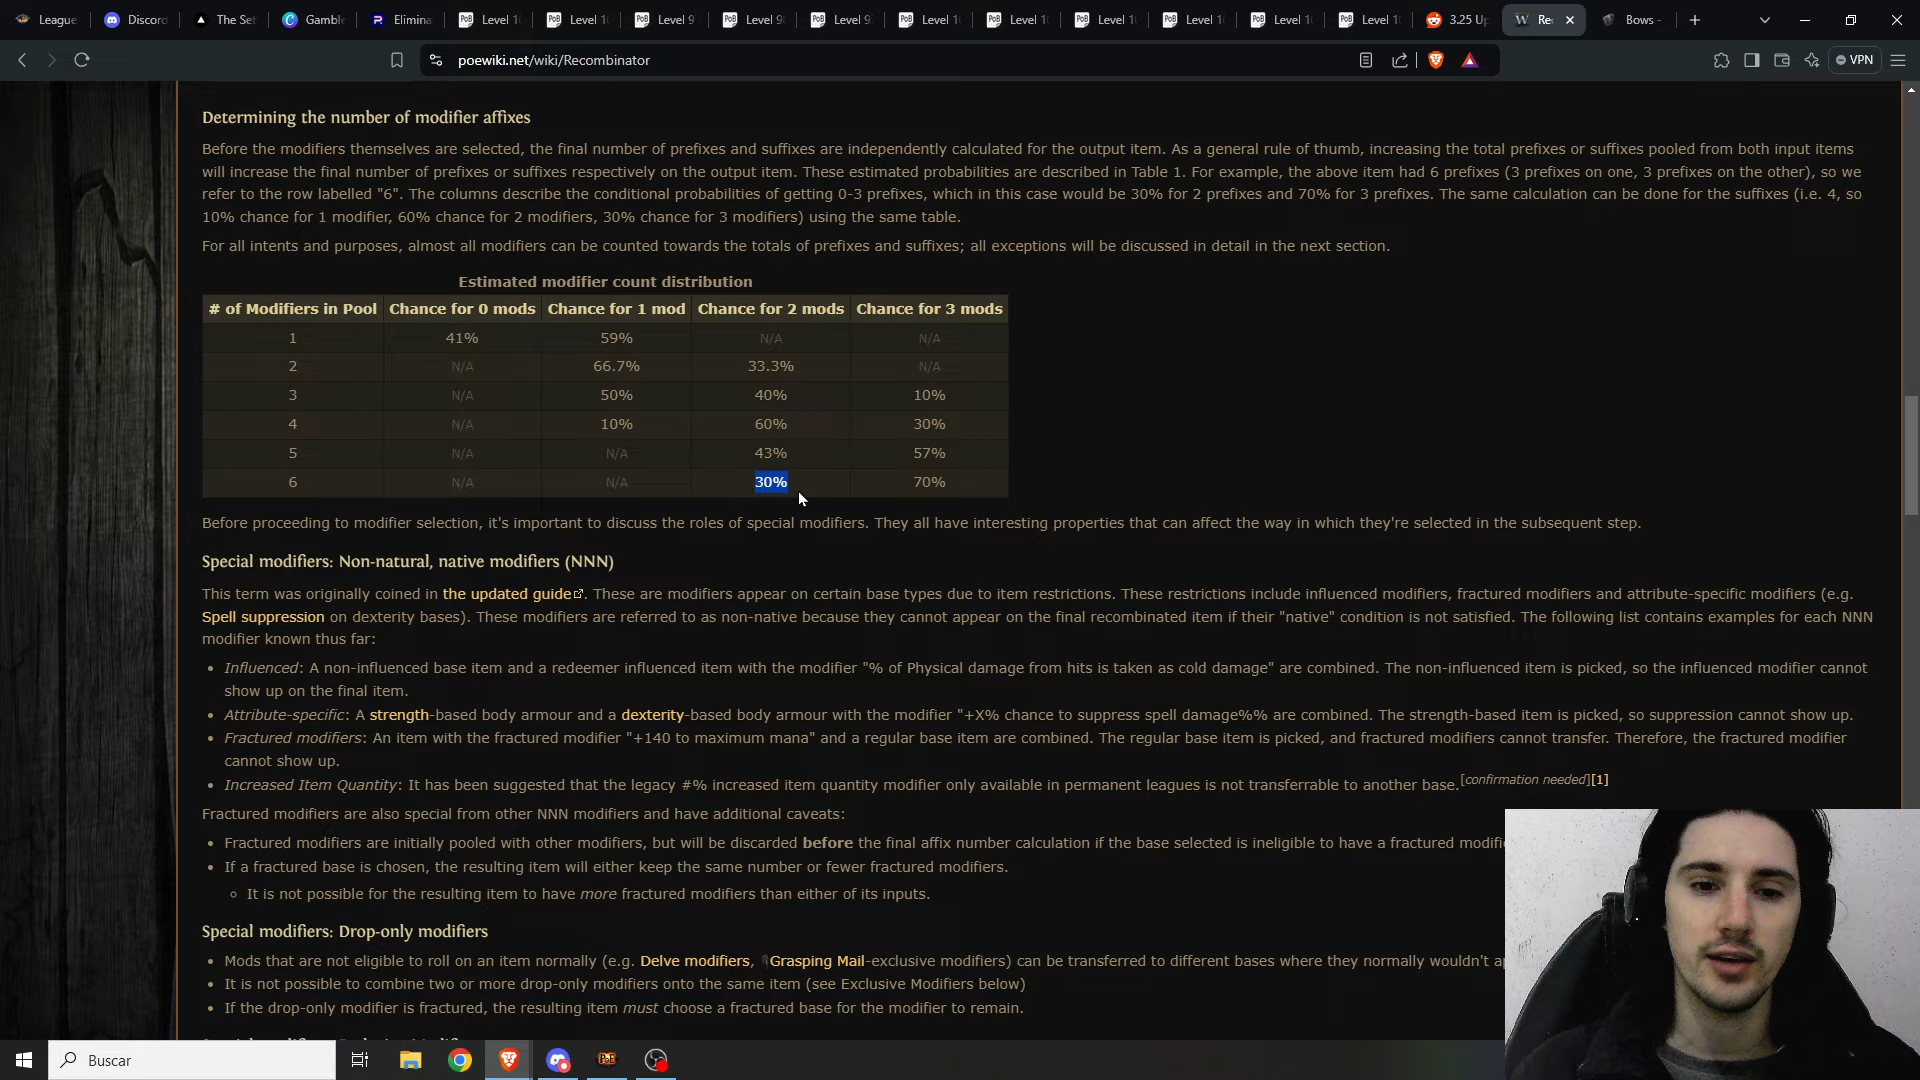 League
Discord
The Set
Gambl
Elimina
Level 1
Level 1
Level 9
Level 9
Level 9
Level 1
Level 1
Level 1
Level 1
Level 1
Level 1
3.25 Up
Re
Bows -
poewiki.net/wiki/Recombinator
VPN
Determining the number of modifier affixes
Before the modifiers themselves are selected, the final number of prefixes and suffixes are independently calculated for the output item. As a general rule of thumb, increasing the total prefixes or suffixes pooled from both input items
will increase the final number of prefixes or suffixes respectively on the output item. These estimated probabilities are described in Table 1. For example, the above item had 6 prefixes (3 prefixes on one, 3 prefixes on the other), so we
refer to the row labelled "6". The columns describe the conditional probabilities of getting 0-3 prefixes, which in this case would be 30% for 2 prefixes and 70% for 3 prefixes. The same calculation can be done for the suffixes (i.e. 4, so
10% chance for 1 modifier, 60% chance for 2 modifiers, 30% chance for 3 modifiers) using the same table.
For all intents and purposes, almost all modifiers can be counted towards the totals of prefixes and suffixes; all exceptions will be discussed in detail in the next section.
Estimated modifier count distribution
# of Modifiers in Pool Chance for 0 mods Chance for 1 mod Chance for 2 mods Chance for 3 mods
1 41% 59% N/A N/A
2 N/A 66.7% 33.3% N/A
3 N/A 50% 40% 10%
4 N/A 10% 60% 30%
5 N/A N/A 43% 57%
6 N/A N/A 30% 70%
Before proceeding to modifier selection, it's important to discuss the roles of special modifiers. They all have interesting properties that can affect the way in which they're selected in the subsequent step.
Special modifiers: Non-natural, native modifiers (NNN)
This term was originally coined in the updated guide. These are modifiers appear on certain base types due to item restrictions. These restrictions include influenced modifiers, fractured modifiers and attribute-specific modifiers (e.g.
Spell suppression on dexterity bases). These modifiers are referred to as non-native because they cannot appear on the final recombinated item if their "native" condition is not satisfied. The following list contains examples for each NNN
modifier known thus far:
• Influenced: A non-influenced base item and a redeemer influenced item with the modifier "% of Physical damage from hits is taken as cold damage" are combined. The non-influenced item is picked, so the influenced modifier cannot
show up on the final item.
• Attribute-specific: A strength-based body armour and a dexterity-based body armour with the modifier "+X% chance to suppress spell damage%% are combined. The strength-based item is picked, so suppression cannot show up.
• Fractured modifiers: An item with the fractured modifier "+140 to maximum mana" and a regular base item are combined. The regular base item is picked, and fractured modifiers cannot transfer. Therefore, the fractured modifier
cannot show up.
• Increased Item Quantity: It has been suggested that the legacy #% increased item quantity modifier only available in permanent leagues is not transferrable to another base.[confirmation needed][1]
Fractured modifiers are also special from other NNN modifiers and have additional caveats:
• Fractured modifiers are initially pooled with other modifiers, but will be discarded before the final affix number calculation if the base selected is ineligible to have a fractured modifi
• If a fractured base is chosen, the resulting item will either keep the same number or fewer fractured modifiers.
◦ It is not possible for the resulting item to have more fractured modifiers than either of its inputs.
Special modifiers: Drop-only modifiers
• Mods that are not eligible to roll on an item normally (e.g. Delve modifiers, Grasping Mail-exclusive modifiers) can be transferred to different bases where they normally wouldn't a
• It is not possible to combine two or more drop-only modifiers onto the same item (see Exclusive Modifiers below)
• If the drop-only modifier is fractured, the resulting item must choose a fractured base for the modifier to remain.
Buscar